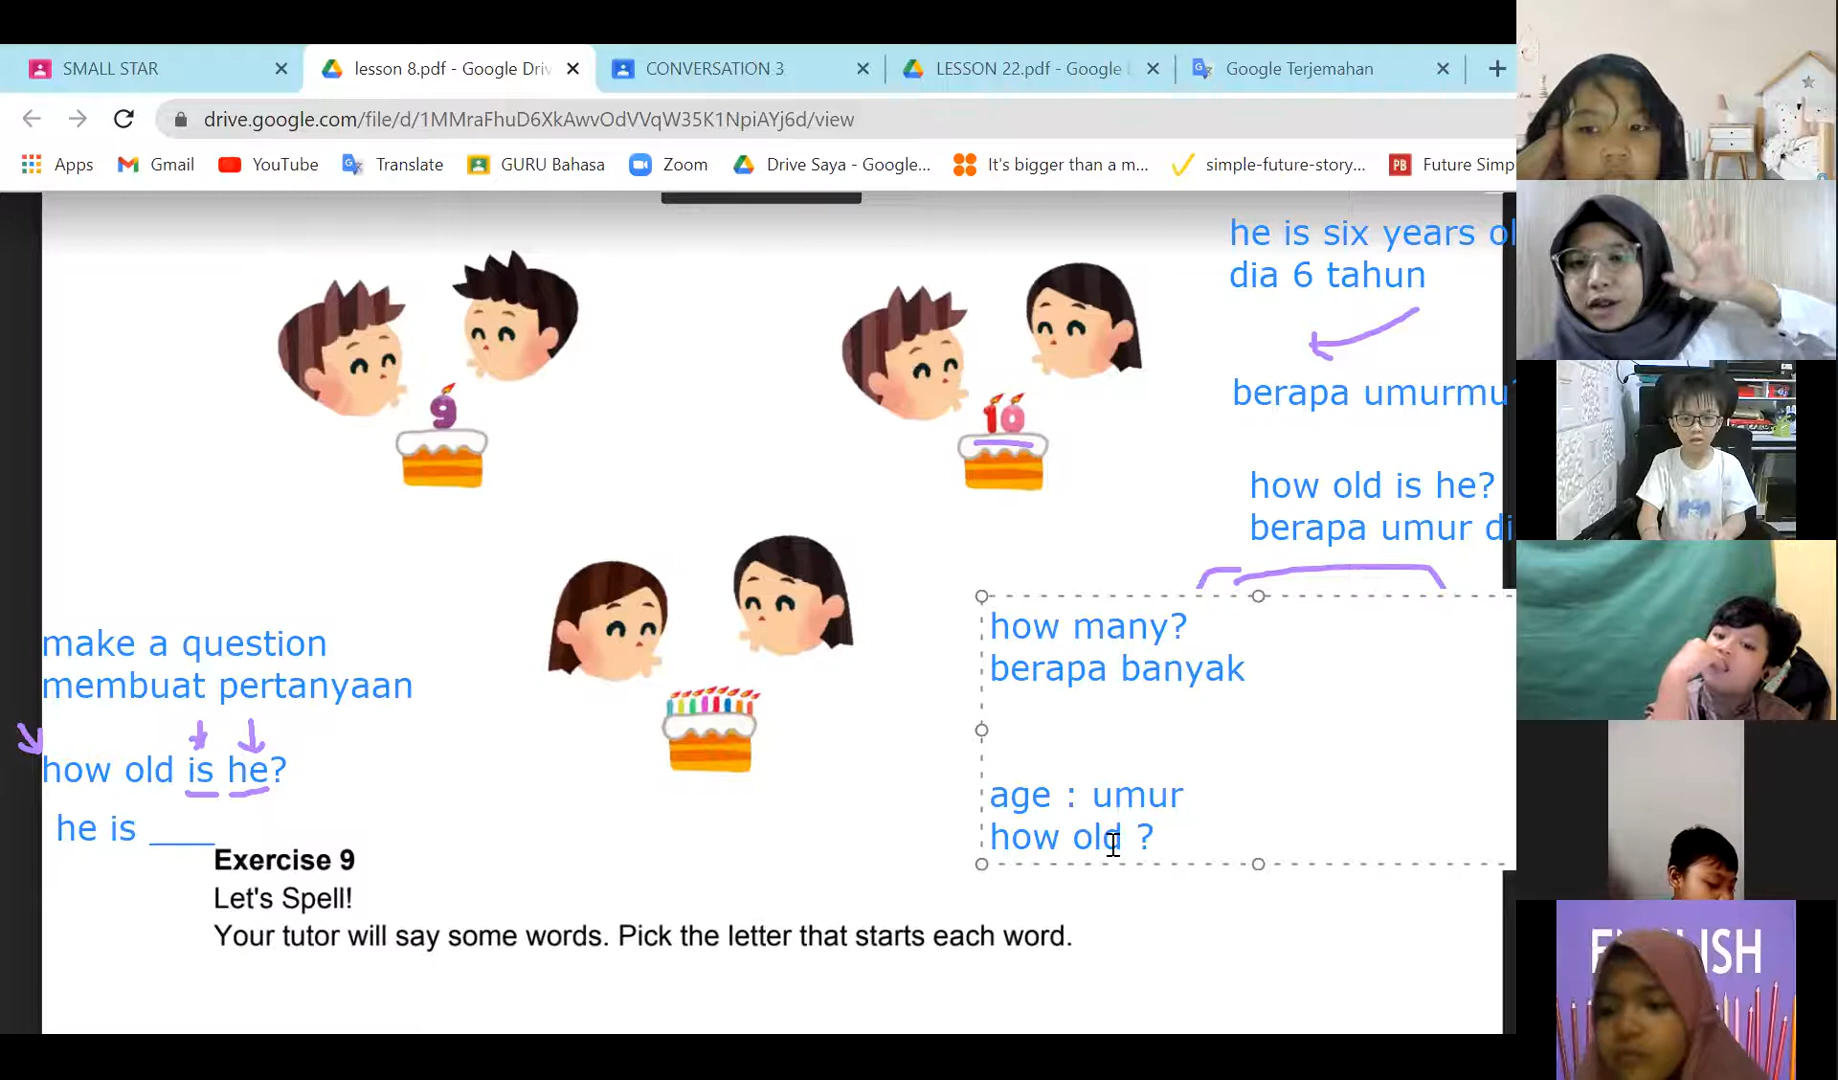 SMALL STAR
lesson 8.pdf - Google Driv
CONVERSATION 3
LESSON 22.pdf - Google
Google Terjemahan
drive.google.com/file/d/1MMraFhuD6XkAwvOdVVqW35K1NpiAYj6d/view
Apps
Gmail
YouTube
Translate
GURU Bahasa
Zoom
Drive Saya - Google...
It's bigger than a m...
simple-future-story...
Future Simp
he is six years ol
dia 6 tahun
berapa umurmu?
how old is he?
berapa umur di
9
10
how many?
berapa banyak
age : umur
how old ?
make a question
membuat pertanyaan
how old is he?
he is ____
Exercise 9
Let's Spell!
Your tutor will say some words. Pick the letter that starts each word.